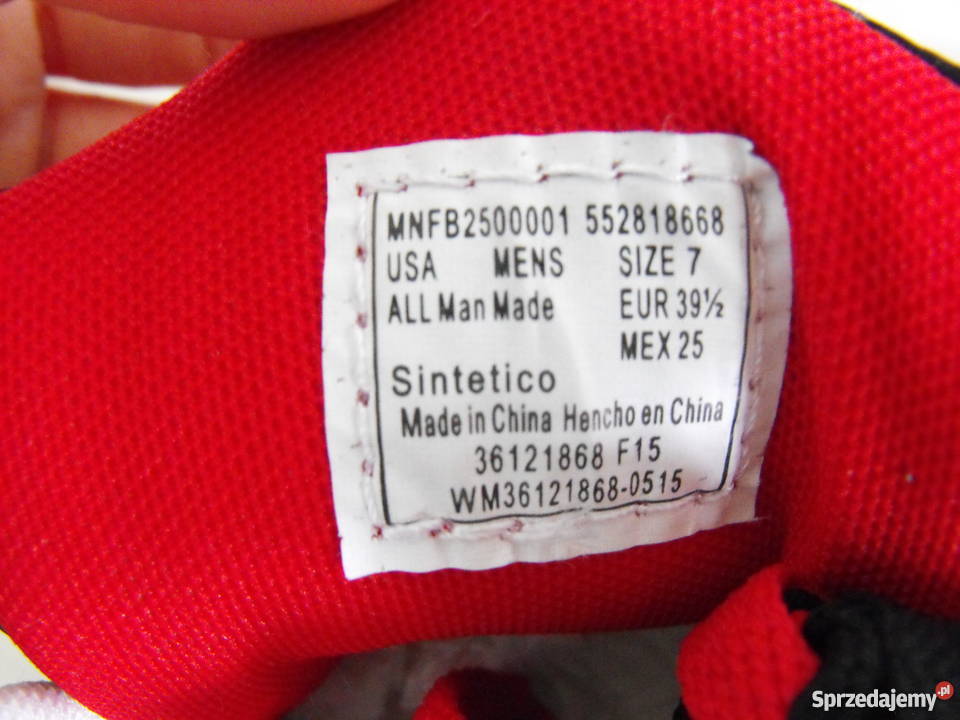 MNFB2500001 552818668
USA MENS SIZE 7
ALL Man Made EUR 39½
MEX 25
Sintetico
Made in China Hencho en China
36121868 F15
WM36121868-0515
Sprzedajemy.pl